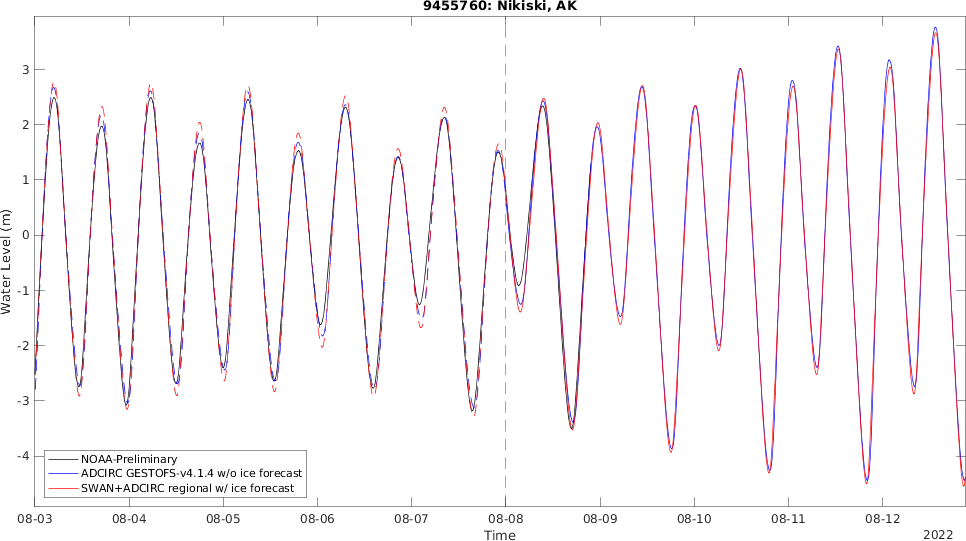 9455760: Nikiski, AK
Water Level (m)
3
2
1
0
-1
-2
-3
-4
NOAA-Preliminary
ADCIRC GESTOFS-v4.1.4 w/o ice forecast
SWAN+ADCIRC regional w/ ice forecast
08-03 08-04 08-05 08-06 08-07 08-08 08-09 08-10 08-11 08-12
Time
2022